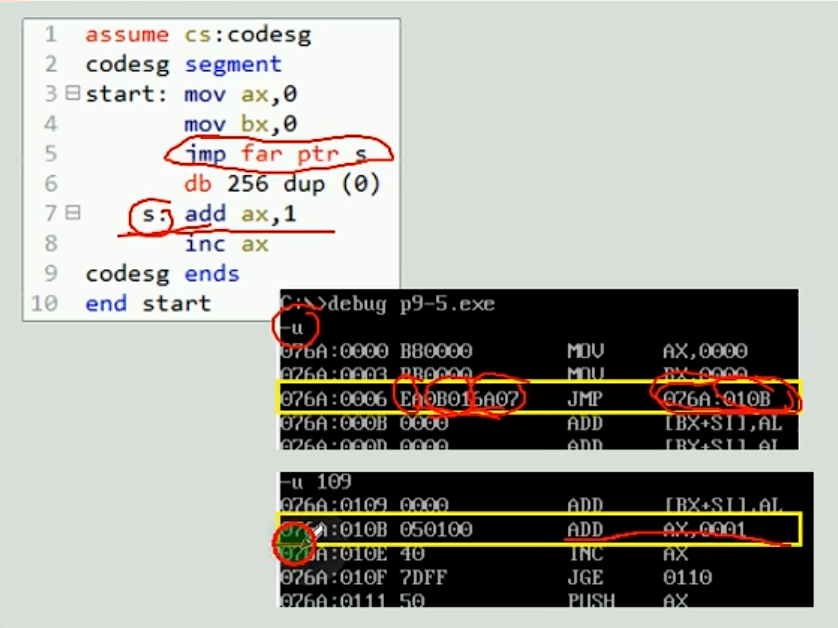 1 assume cs:codesg
2 codesg segment
3 start: mov ax,0
4 mov bx,0
5 jmp far ptr s
6 db 256 dup (0)
7 s: add ax,1
8 inc ax
9 codesg ends
10 end start
C:\>debug p9-5.exe
-u
076A:0000 B80000 MOV AX,0000
076A:0003 BB0000 MOV BX,0000
076A:0006 EA0B016A07 JMP 076A:010B
076A:000B 0000 ADD [BX+SI],AL
076A:000D 0000 ADD [BX+SI],AL
-u 109
076A:0109 0000 ADD [BX+SI],AL
076A:010B 050100 ADD AX,0001
076A:010E 40 INC AX
076A:010F 7DFF JGE 0110
076A:0111 50 PUSH AX